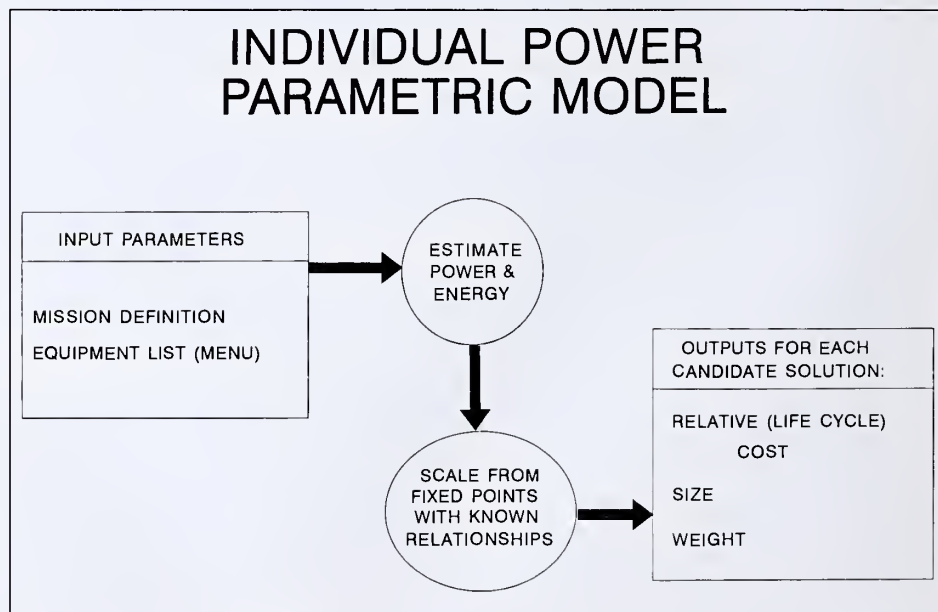 INDIVIDUAL POWER
PARAMETRIC MODEL
INPUT PARAMETERS
MISSION DEFINITION
EQUIPMENT LIST (MENU)
ESTIMATE
POWER &
ENERGY
SCALE FROM
FIXED POINTS
WITH KNOWN
RELATIONSHIPS
OUTPUTS FOR EACH
CANDIDATE SOLUTION:
RELATIVE (LIFE CYCLE)
COST
SIZE
WEIGHT